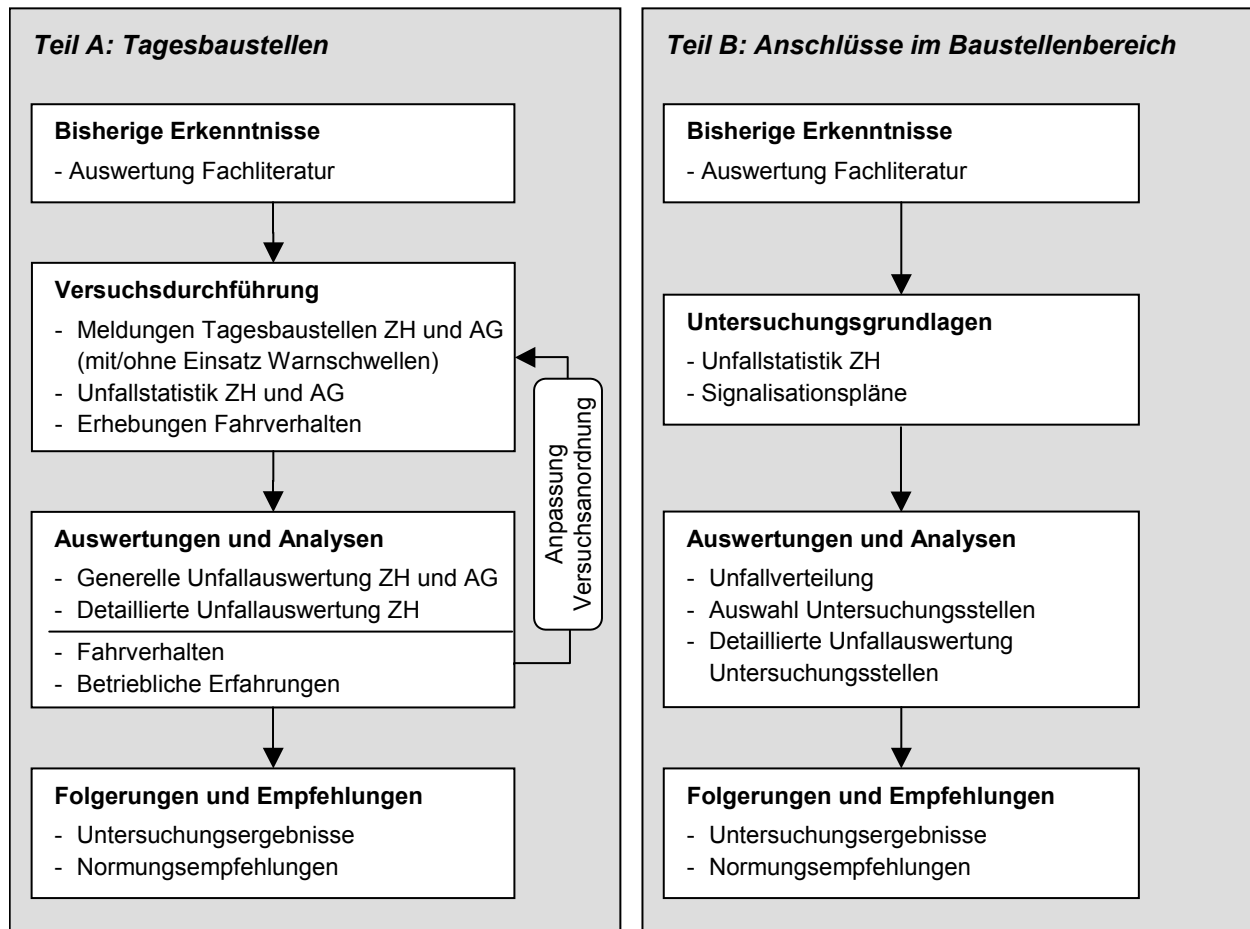 Teil A: Tagesbaustellen
Bisherige Erkenntnisse
- Auswertung Fachliteratur
Versuchsdurchführung
- Meldungen Tagesbaustellen ZH und AG
(mit/ohne Einsatz Warnschwellen)
- Unfallstatistik ZH und AG
- Erhebungen Fahrverhalten
Auswertungen und Analysen
- Generelle Unfallauswertung ZH und AG
- Detaillierte Unfallauswertung ZH
- Fahrverhalten
- Betriebliche Erfahrungen
Anpassung
Versuchsanordnung
Folgerungen und Empfehlungen
- Untersuchungsergebnisse
- Normungsempfehlungen
Teil B: Anschlüsse im Baustellenbereich
Bisherige Erkenntnisse
- Auswertung Fachliteratur
Untersuchungsgrundlagen
- Unfallstatistik ZH
- Signalisationspläne
Auswertungen und Analysen
- Unfallverteilung
- Auswahl Untersuchungsstellen
- Detaillierte Unfallauswertung
Untersuchungsstellen
Folgerungen und Empfehlungen
- Untersuchungsergebnisse
- Normungsempfehlungen